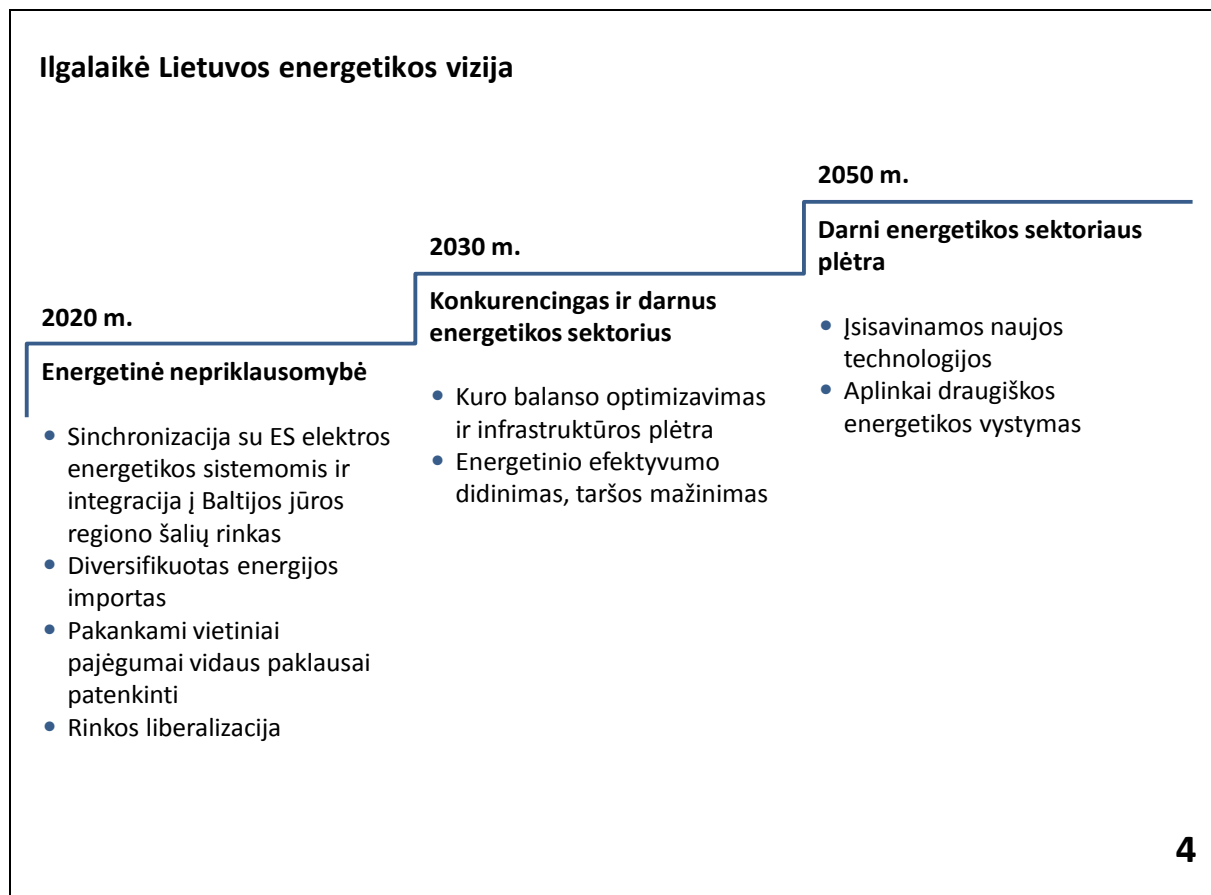 Ilgalaikė Lietuvos energetikos vizija
2020 m.
Energetinė nepriklausomybė
• Sinchronizacija su ES elektros
energetikos sistemomis ir
integracija į Baltijos jūros
regiono šalių rinkas
• Diversifikuotas energijos
importas
• Pakankami vietiniai
pajėgumai vidaus paklausai
patenkinti
• Rinkos liberalizacija
2030 m.
Konkurencingas ir darnus
energetikos sektorius
• Kuro balanso optimizavimas
ir infrastruktūros plėtra
• Energetinio efektyvumo
didinimas, taršos mažinimas
2050 m.
Darni energetikos sektoriaus
plėtra
• Įsisavinamos naujos
technologijos
• Aplinkai draugiškos
energetikos vystymas
4